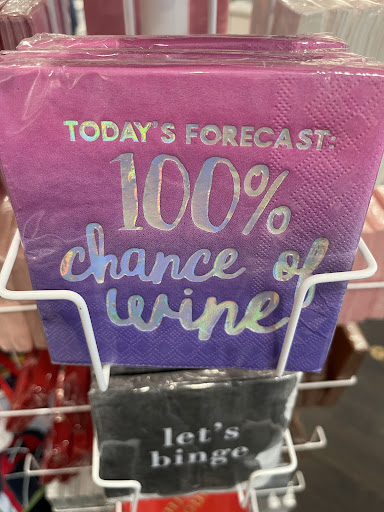 TODAY'S FORECAST:
100%
chance of
wine
let's
binge